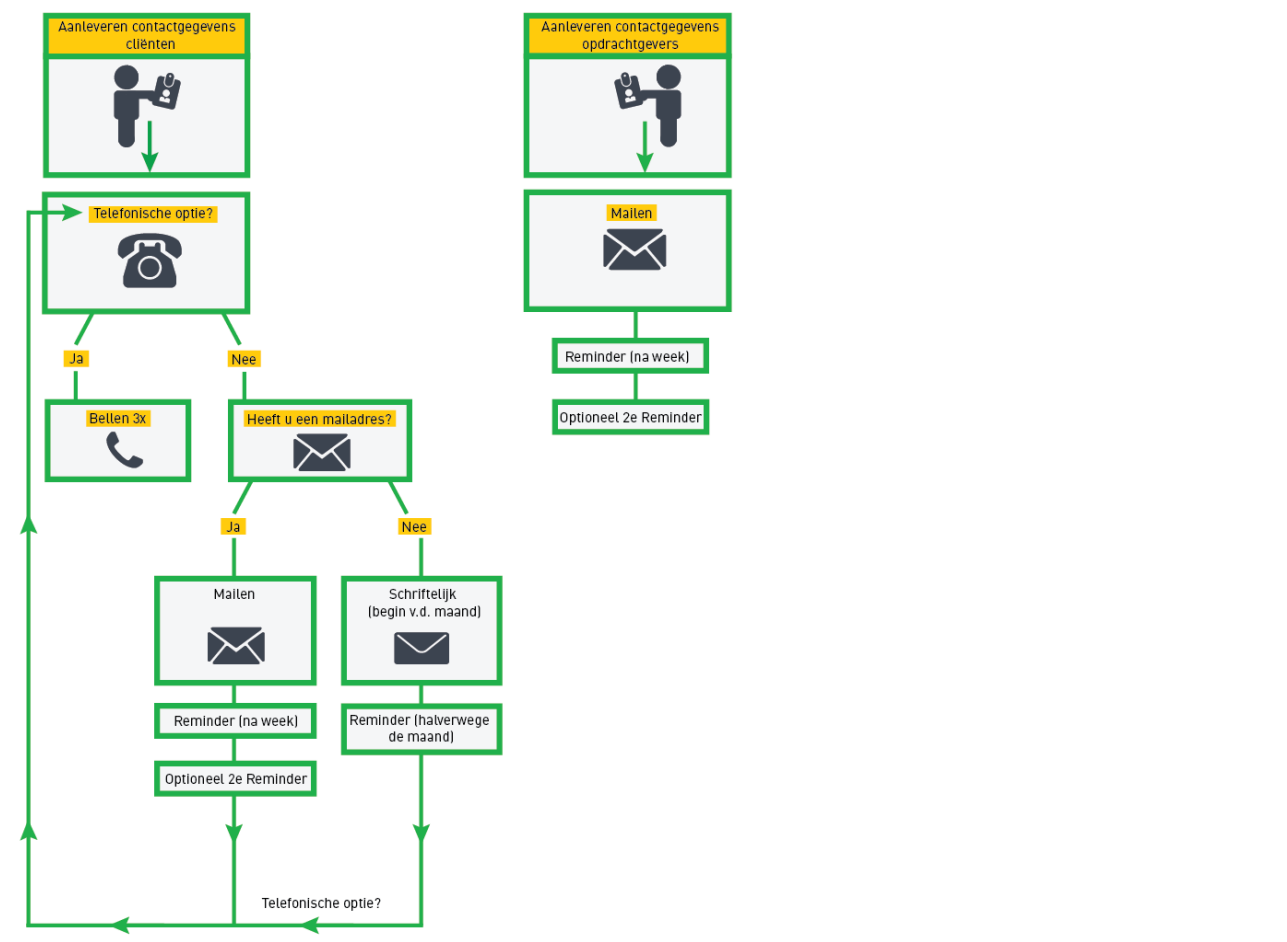 Aanleveren contactgegevens
cliënten
Telefonische optie?
Ja
Nee
Bellen 3x
Heeft u een mailadres?
Ja
Nee
Mailen
Schriftelijk
(begin v.d. maand)
Reminder (na week)
Reminder (halverwege
de maand)
Optioneel 2e Reminder
Telefonische optie?
Aanleveren contactgegevens
opdrachtgevers
Mailen
Reminder (na week)
Optioneel 2e Reminder